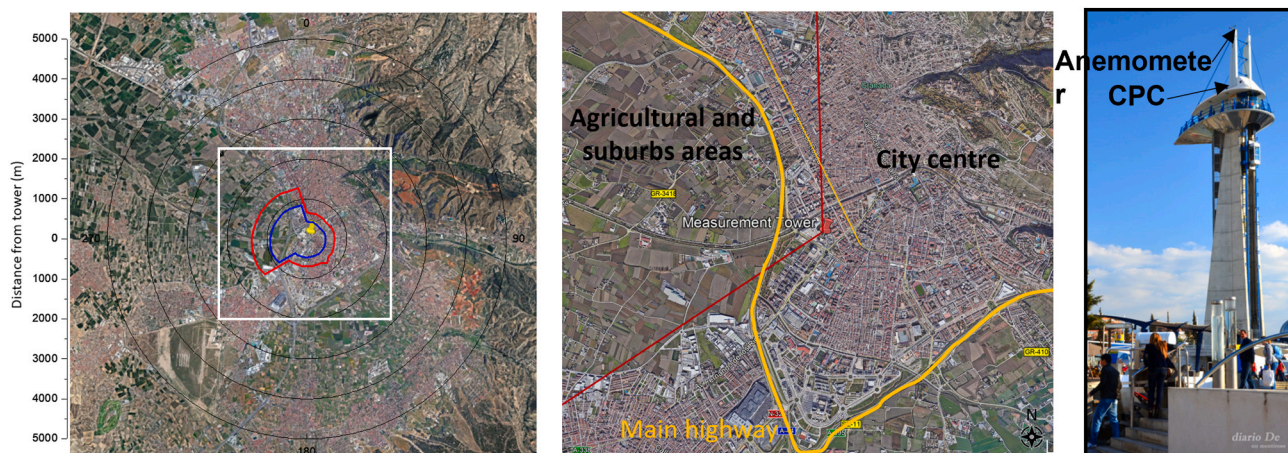 0
5000
4000
3000
2000
1000
0
1000
2000
3000
4000
5000
Distance from tower (m)
270
90
180
Agricultural and
suburbs areas
City centre
Granada
GR-3418
Measurement Tower
GR-410
Main highway
N
Anemomete
r
CPC
diario De